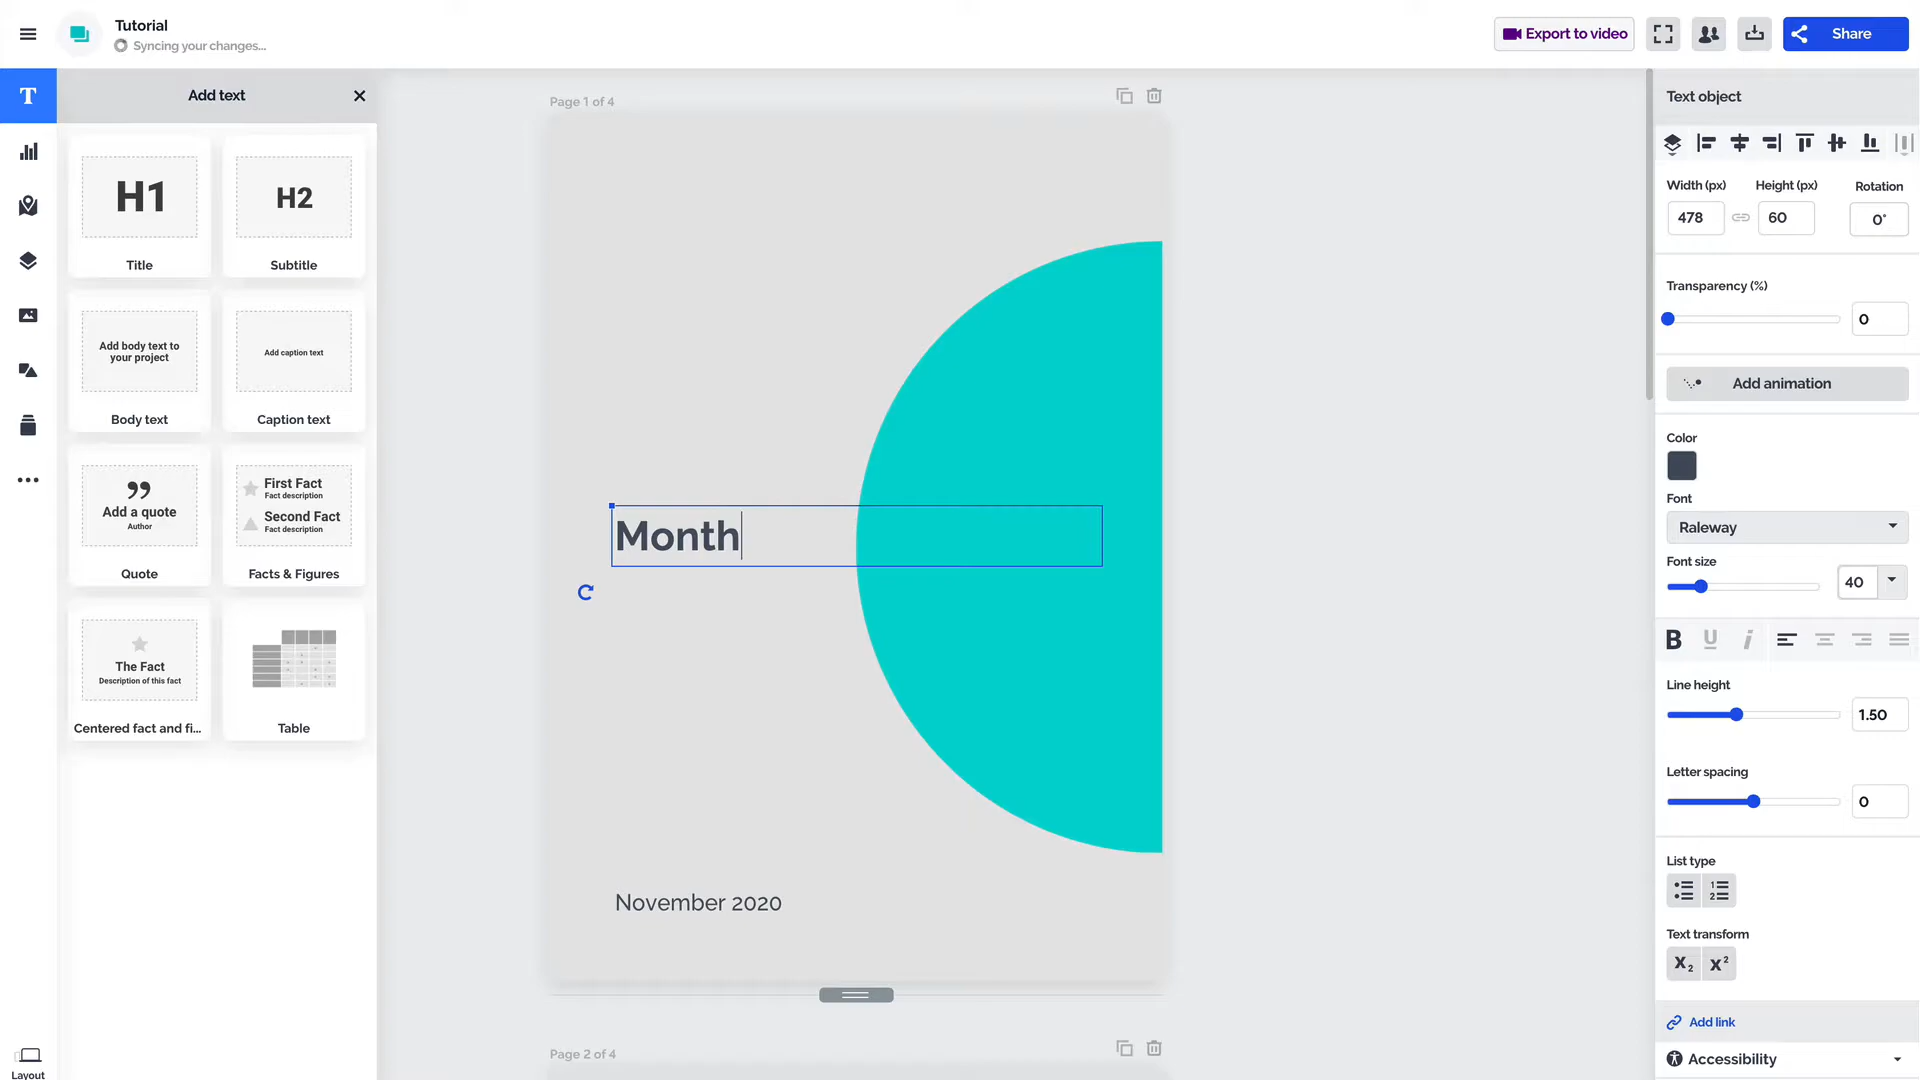 Tutorial
Syncing your changes...
Export to video
Share
T
Add text
H1
Title
H2
Subtitle
Add body text to
your project
Body text
Add caption text
Caption text
Add a quote
Author
Quote
First Fact
Fact description
Second Fact
Fact description
Facts & Figures
The Fact
Description of this fact
Centered fact and fi...
Table
Layout
Page 1 of 4
Month
November 2020
Page 2 of 4
Text object
Width (px)
Height (px)
Rotation
478
60
0°
Transparency (%)
0
Add animation
Color
Font
Raleway
Font size
40
B
U
i
Line height
1.50
Letter spacing
0
List type
Text transform
X₂
X²
Add link
Accessibility